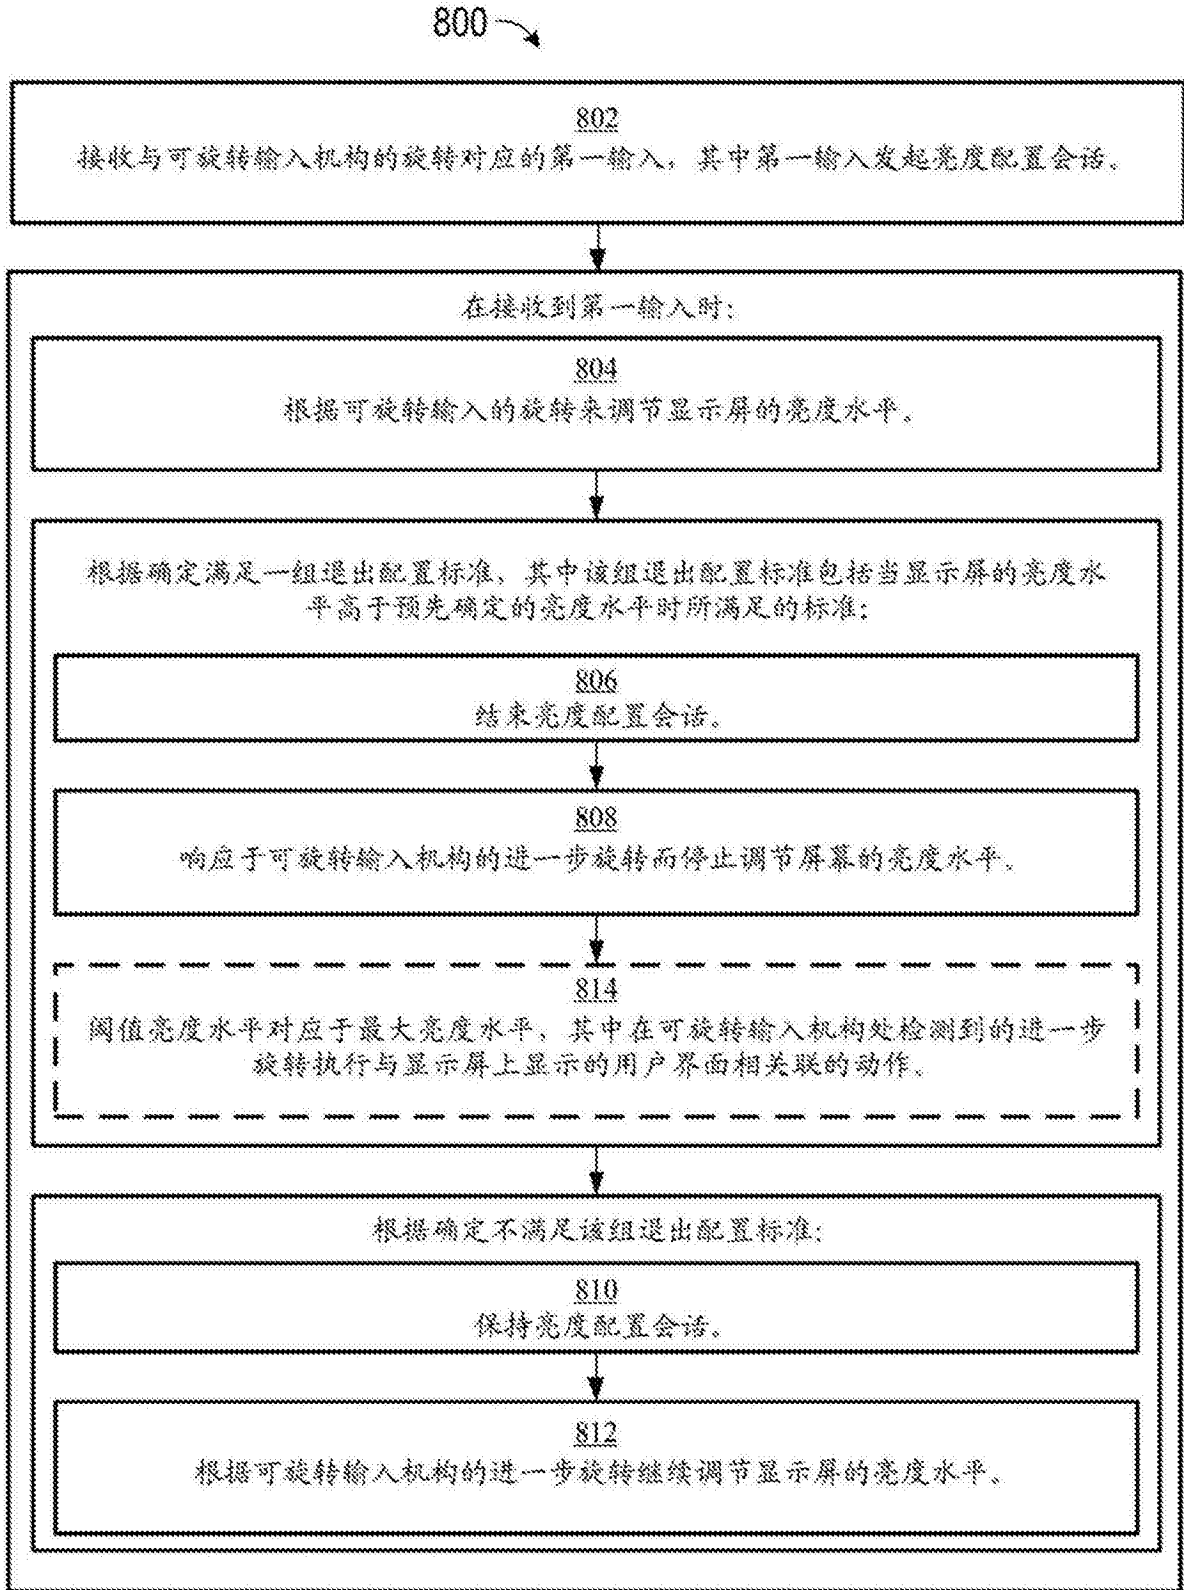 800
802
接收与可旋转输入机构的旋转对应的第一输入，其中第一输入发起亮度配置会话。
在接收到第一输入时：
804
根据可旋转输入的旋转来调节显示屏的亮度水平。
根据确定满足一组退出配置标准，其中该组退出配置标准包括当显示屏的亮度水
平高于预先确定的亮度水平时所满足的标准：
806
结束亮度配置会话。
808
响应于可旋转输入机构的进一步旋转而停止调节屏幕的亮度水平。
814
阈值亮度水平对应于最大亮度水平，其中在可旋转输入机构处检测到的进一步
旋转执行与显示屏上显示的用户界面相关联的动作。
根据确定不满足该组退出配置标准：
810
保持亮度配置会话。
812
根据可旋转输入机构的进一步旋转继续调节显示屏的亮度水平。